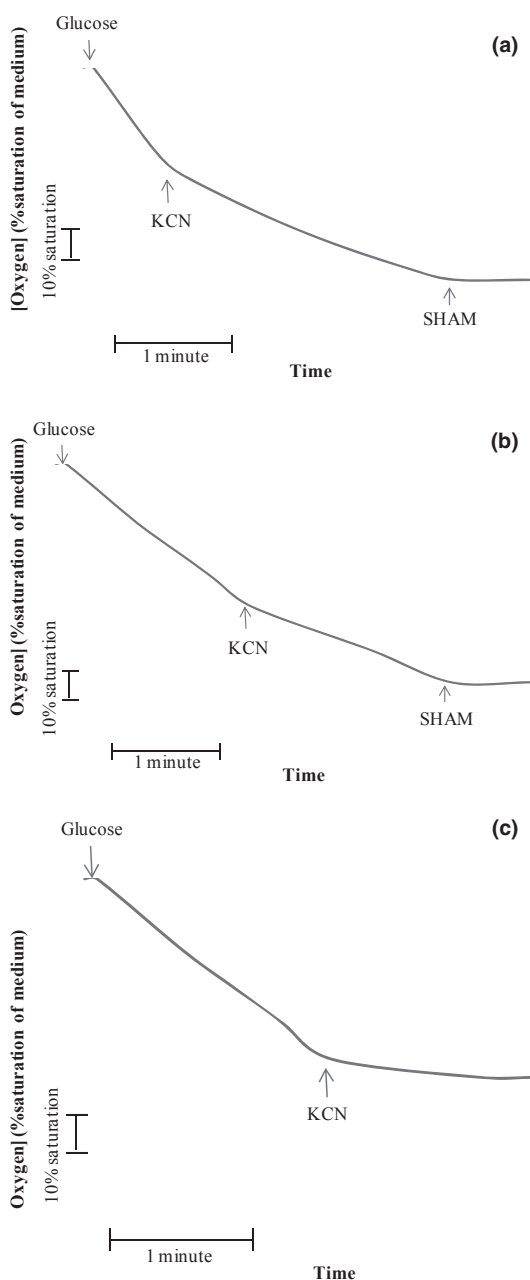 Glucose
(a)
[Oxygen] (%saturation of medium)
10% saturation
KCN
SHAM
1 minute
Time
Glucose
(b)
Oxygen] (%saturation of medium)
10% saturation
KCN
SHAM
1 minute
Time
Glucose
(c)
Oxygen] (%saturation of medium)
10% saturation
KCN
1 minute
Time